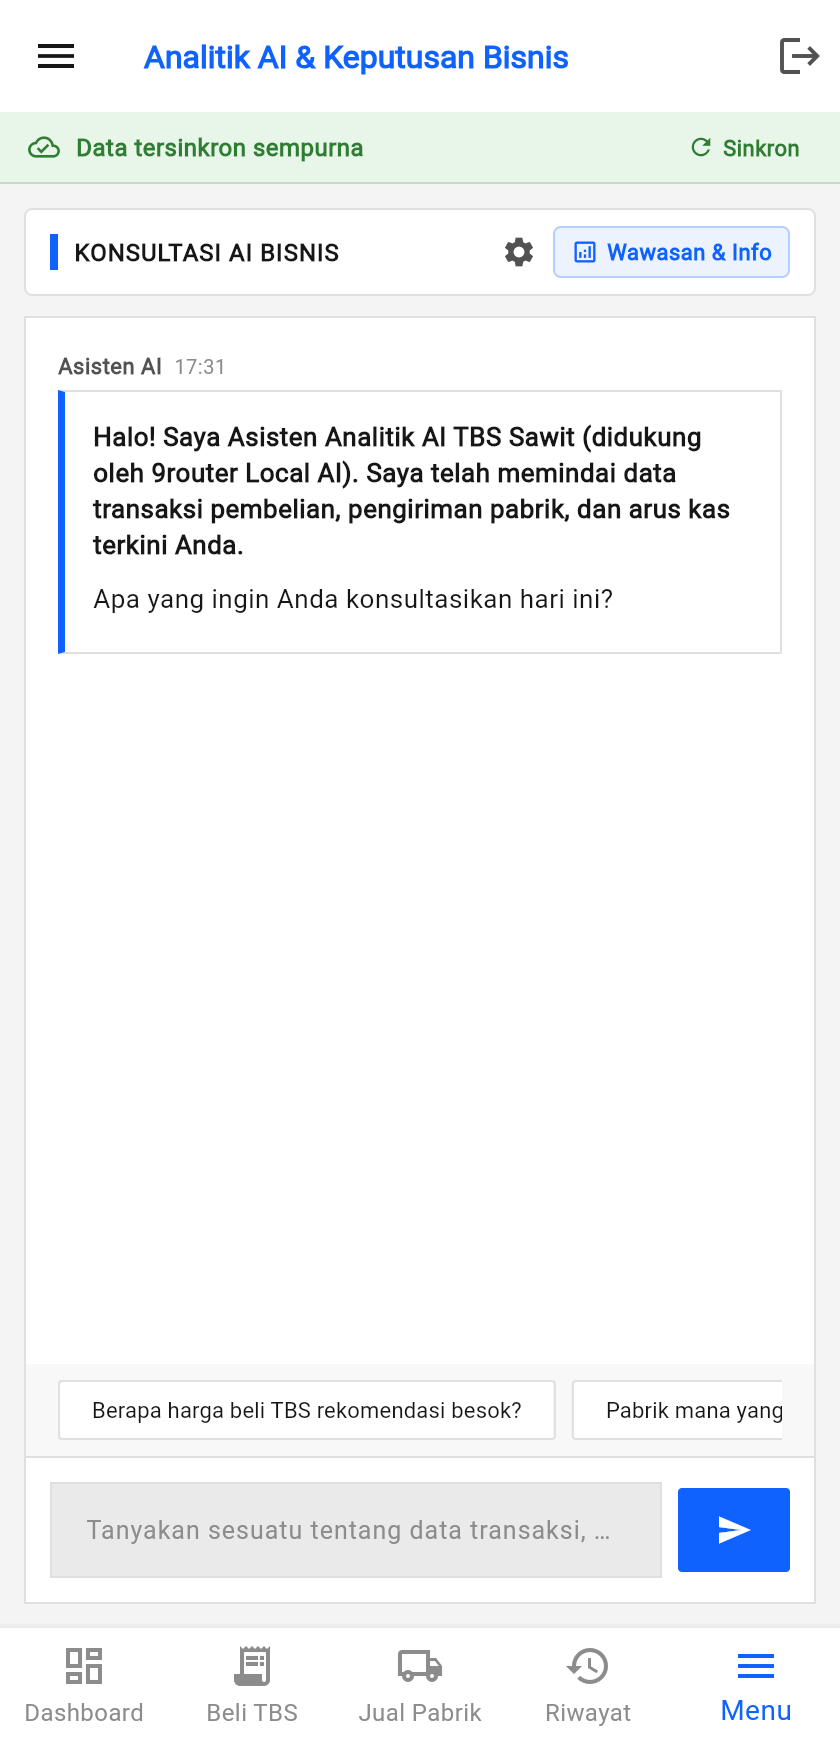 Analitik AI & Keputusan Bisnis
Data tersinkron sempurna
Sinkron
KONSULTASI AI BISNIS
Wawasan & Info
Asisten AI 17:31
Halo! Saya Asisten Analitik AI TBS Sawit (didukung
oleh 9router Local AI). Saya telah memindai data
transaksi pembelian, pengiriman pabrik, dan arus kas
terkini Anda.
Apa yang ingin Anda konsultasikan hari ini?
Berapa harga beli TBS rekomendasi besok?
Pabrik mana yang
Tanyakan sesuatu tentang data transaksi, ...
Dashboard
Beli TBS
Jual Pabrik
Riwayat
Menu